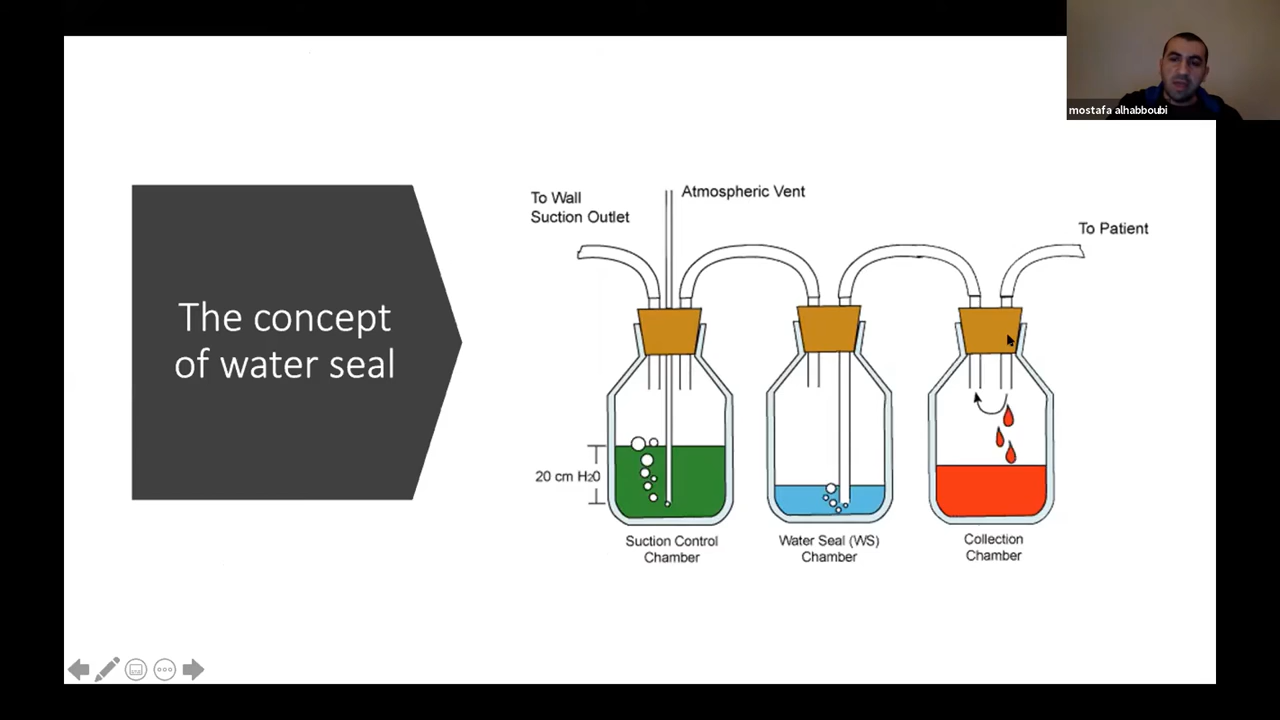 mostafa alhabboubi
The concept
of water seal
To Wall
Suction Outlet
Atmospheric Vent
To Patient
20 cm H20
Suction Control
Chamber
Water Seal (WS)
Chamber
Collection
Chamber